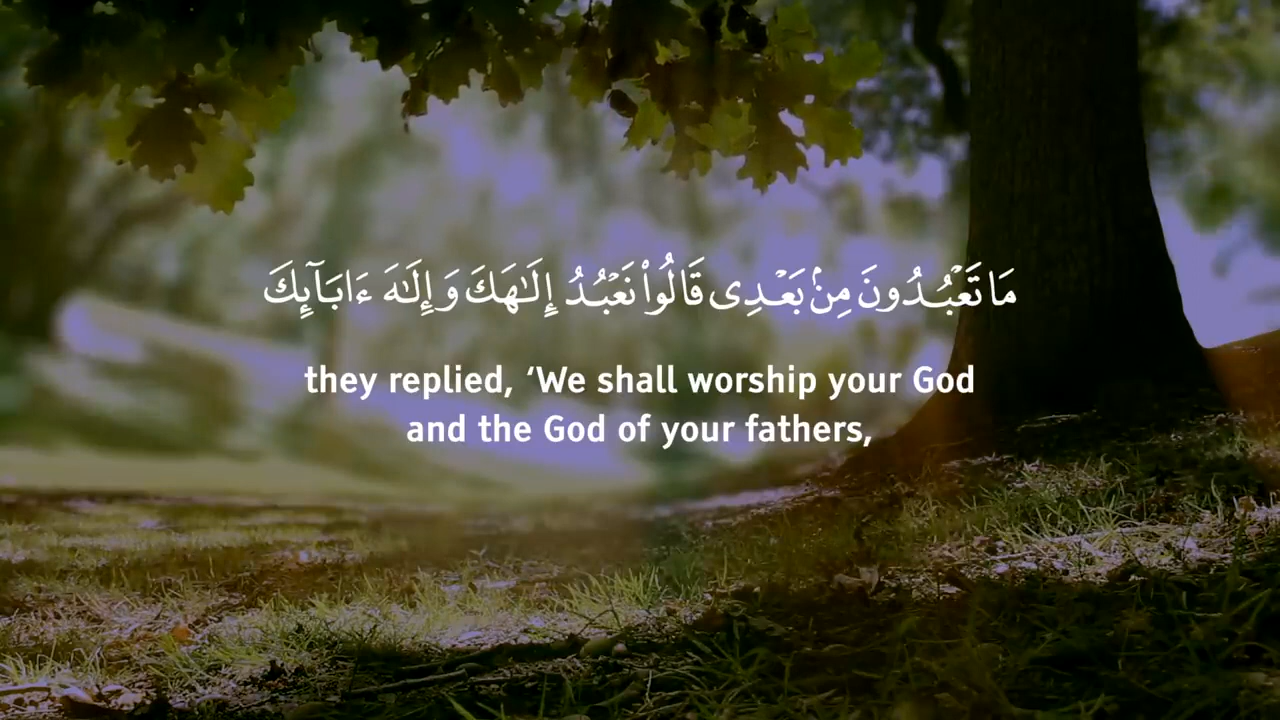 مَا تَعْبُدُونَ مِنۢ بَعْدِى قَالُوا۟ نَعْبُدُ إِلَـٰهَكَ وَإِلَـٰهَ ءَابَآئِكَ
they replied, ‘We shall worship your God
and the God of your fathers,